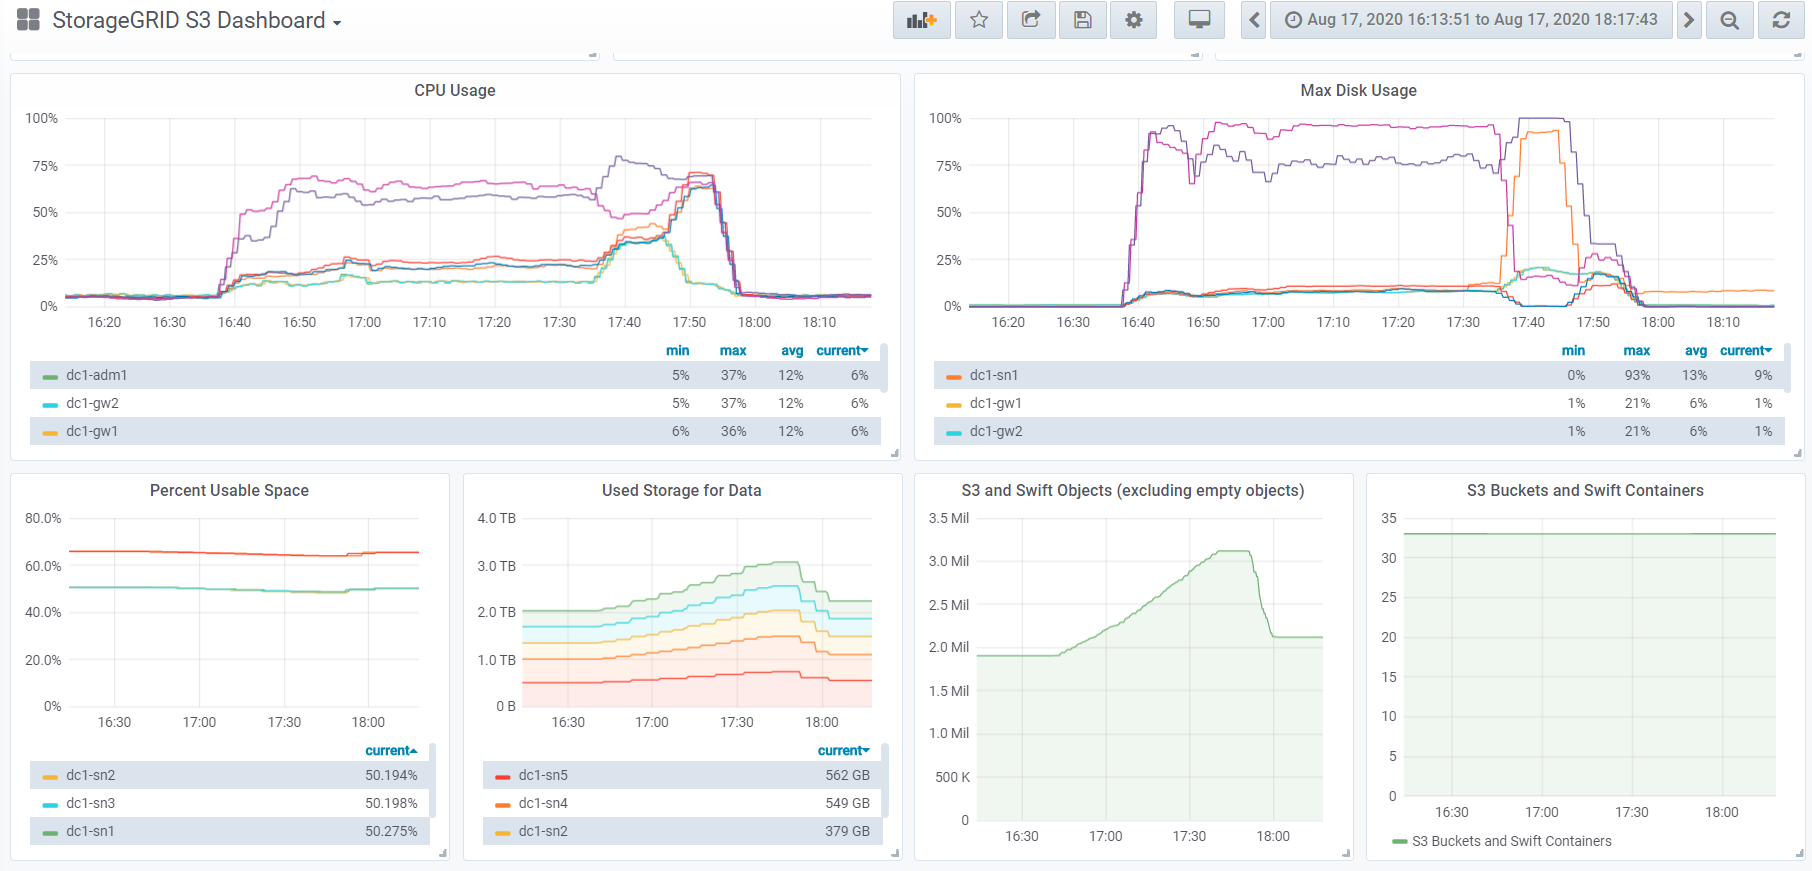 StorageGRID S3 Dashboard
Aug 17, 2020 16:13:51 to Aug 17, 2020 18:17:43
CPU Usage
100%
75%
50%
25%
0%
16:20 16:30 16:40 16:50 17:00 17:10 17:20 17:30 17:40 17:50 18:00 18:10
min max avg current
dc1-adm1 5% 37% 12% 6%
dc1-gw2 5% 37% 12% 6%
dc1-gw1 6% 36% 12% 6%
Max Disk Usage
100%
75%
50%
25%
0%
16:20 16:30 16:40 16:50 17:00 17:10 17:20 17:30 17:40 17:50 18:00 18:10
min max avg current
dc1-sn1 0% 93% 13% 9%
dc1-gw1 1% 21% 6% 1%
dc1-gw2 1% 21% 6% 1%
Percent Usable Space
80.0%
60.0%
40.0%
20.0%
0%
16:30 17:00 17:30 18:00
current
dc1-sn2 50.194%
dc1-sn3 50.198%
dc1-sn1 50.275%
Used Storage for Data
4.0 TB
3.0 TB
2.0 TB
1.0 TB
0 B
16:30 17:00 17:30 18:00
current
dc1-sn5 562 GB
dc1-sn4 549 GB
dc1-sn2 379 GB
S3 and Swift Objects (excluding empty objects)
3.5 Mil
3.0 Mil
2.5 Mil
2.0 Mil
1.5 Mil
1.0 Mil
500 K
0
16:30 17:00 17:30 18:00
S3 Buckets and Swift Containers
35
30
25
20
15
10
5
0
16:30 17:00 17:30 18:00
S3 Buckets and Swift Containers